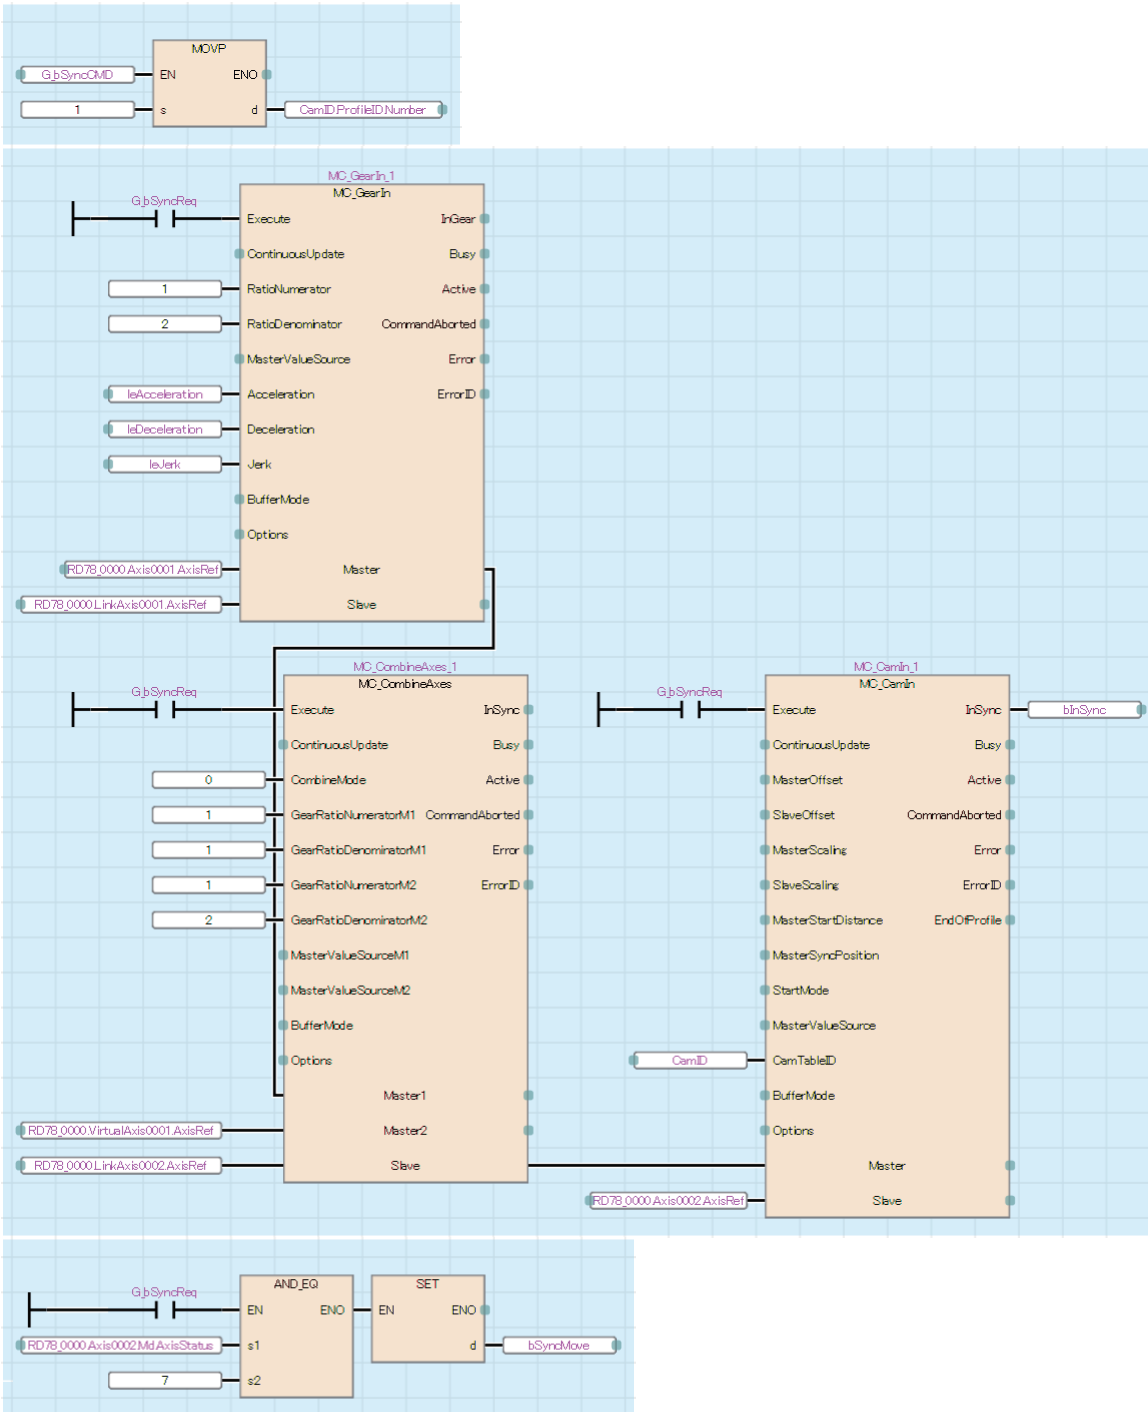 MOVP
G_bSyncCMD EN ENO
1 s d CamID.ProfileID.Number
MC_GearIn_1
MC_GearIn
G_bSyncReq
Execute InGear
ContinuousUpdate Busy
1 RatioNumerator Active
2 RatioDenominator CommandAborted
MasterValueSource Error
leAcceleration Acceleration ErrorID
leDeceleration Deceleration
leJerk Jerk
BufferMode
Options
RD78_0000.Axis0001.AxisRef Master
RD78_0000.LinkAxis0001.AxisRef Slave
MC_CombineAxes_1
MC_CombineAxes
G_bSyncReq
Execute InSync
ContinuousUpdate Busy
0 CombineMode Active
1 GearRatioNumeratorM1 CommandAborted
1 GearRatioDenominatorM1 Error
1 GearRatioNumeratorM2 ErrorID
2 GearRatioDenominatorM2
MasterValueSourceM1
MasterValueSourceM2
BufferMode
Options
Master1
RD78_0000.VirtualAxis0001.AxisRef Master2
RD78_0000.LinkAxis0002.AxisRef Slave
MC_CamIn_1
MC_CamIn
G_bSyncReq
Execute InSync bInSync
ContinuousUpdate Busy
MasterOffset Active
SlaveOffset CommandAborted
MasterScaling Error
SlaveScaling ErrorID
MasterStartDistance EndOfProfile
MasterSyncPosition
StartMode
MasterValueSource
CamID CamTableID
BufferMode
Options
Master
RD78_0000.Axis0002.AxisRef Slave
AND_EQ SET
G_bSyncReq
EN ENO EN ENO
RD78_0000.Axis0002.Md.AxisStatus s1 d bSyncMove
7 s2